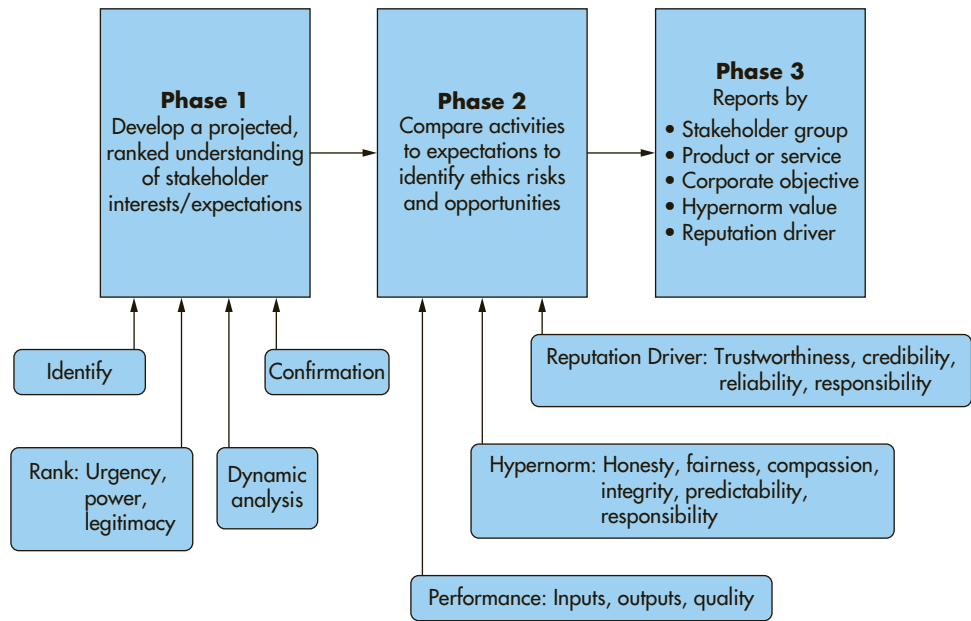 Phase 1
Develop a projected,
ranked understanding
of stakeholder
interests/expectations
Phase 2
Compare activities
to expectations to
identify ethics risks
and opportunities
Phase 3
Reports by
• Stakeholder group
• Product or service
• Corporate objective
• Hypernorm value
• Reputation driver
Identify
Confirmation
Rank: Urgency,
power,
legitimacy
Dynamic
analysis
Reputation Driver: Trustworthiness, credibility,
reliability, responsibility
Hypernorm: Honesty, fairness, compassion,
integrity, predictability,
responsibility
Performance: Inputs, outputs, quality